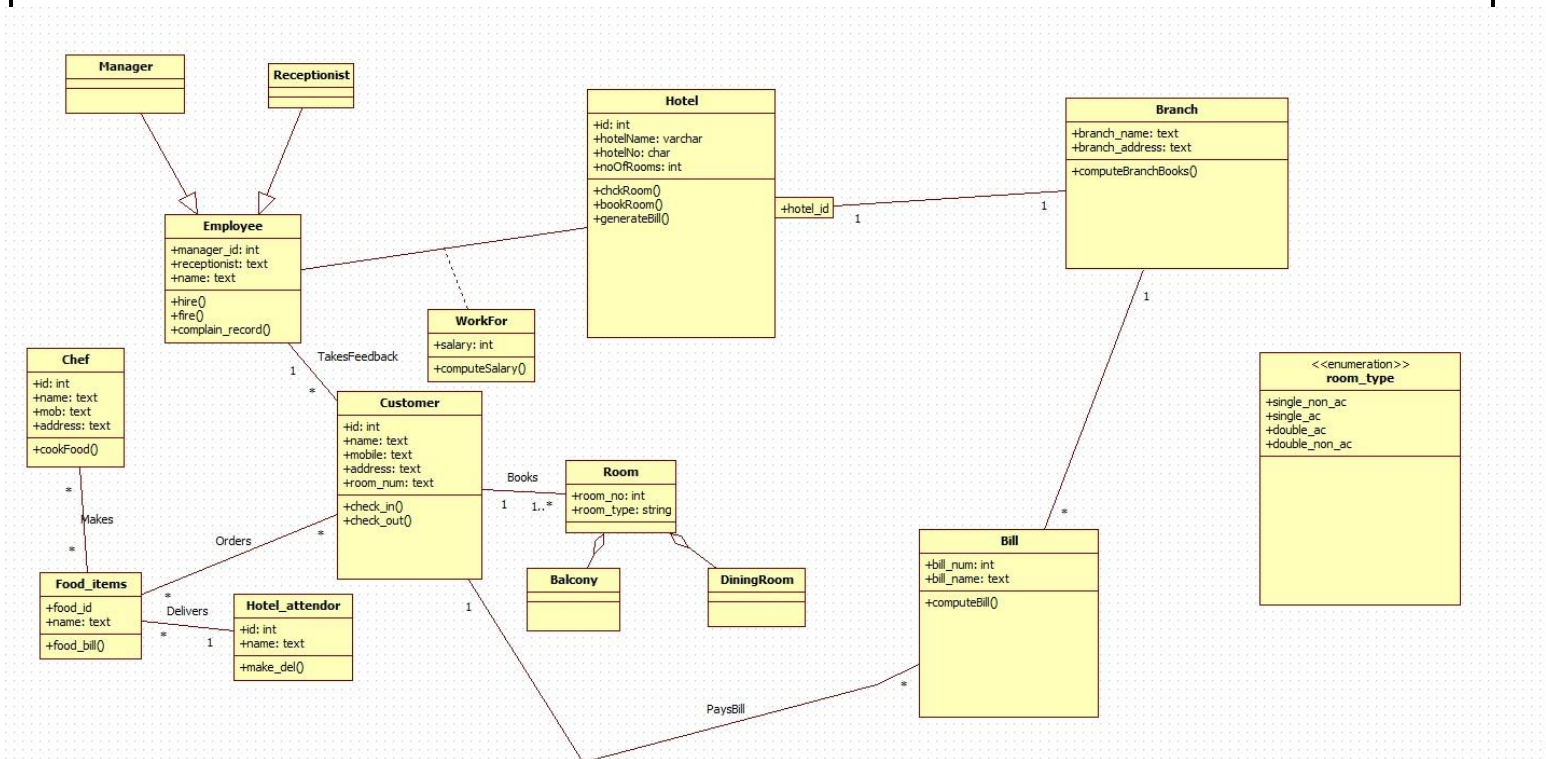 Manager
Receptionist
Hotel
+id: int
+hotelName: varchar
+hotelNo: char
+noOfRooms: int
+chckRoom()
+bookRoom()
+generateBill()
+hotel_id
1
1
Branch
+branch_name: text
+branch_address: text
+computeBranchBooks()
1
Employee
+manager_id: int
+receptionist: text
+name: text
+hire()
+fire()
+complain_record()
WorkFor
+salary: int
+computeSalary()
TakesFeedback
1
*
Chef
+id: int
+name: text
+mob: text
+address: text
+cookFood()
*
Makes
*
Customer
+id: int
+name: text
+mobile: text
+address: text
+room_num: text
+check_in()
+check_out()
Books
1
1..*
Room
+room_no: int
+room_type: string
Balcony
DiningRoom
<<enumeration>>
room_type
+single_non_ac
+single_ac
+double_ac
+double_non_ac
*
Bill
+bill_num: int
+bill_name: text
+computeBill()
Orders
*
*
Food_items
+food_id
+name: text
+food_bill()
Delivers
*
1
Hotel_attendor
+id: int
+name: text
+make_del()
1
PaysBill
*